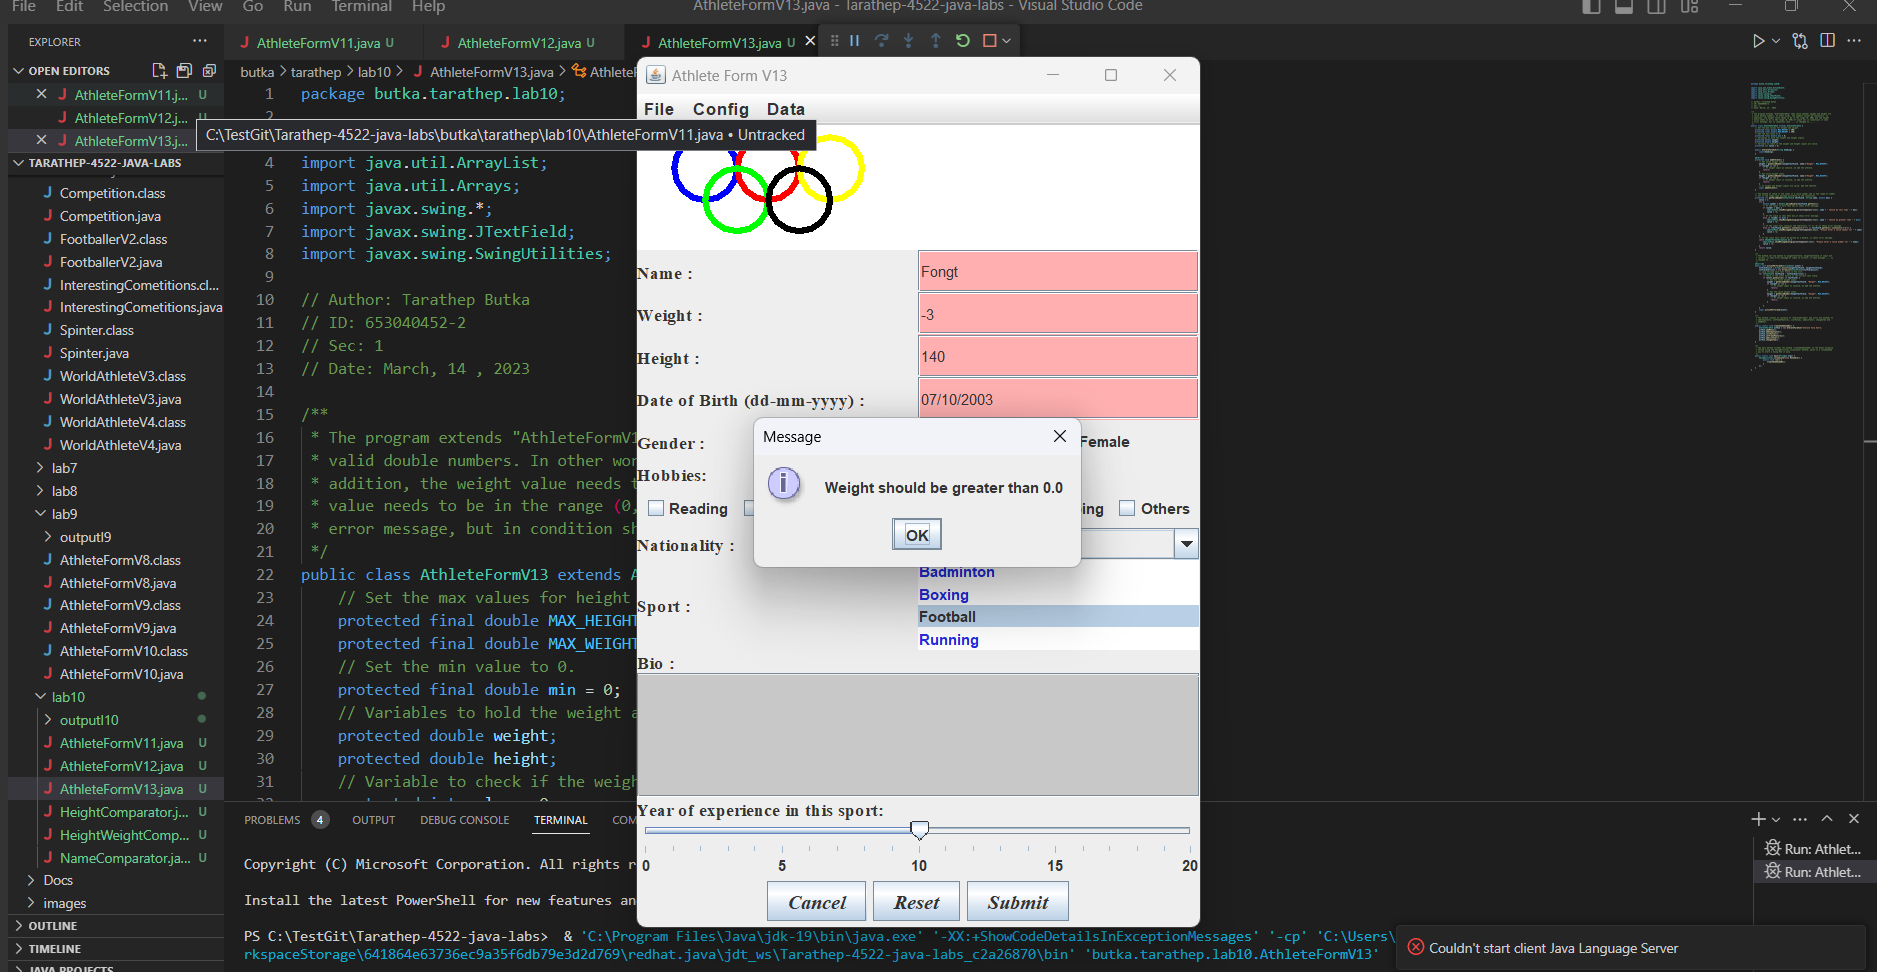 File Edit Selection View Go Run Terminal Help
AthleteFormV13.java - Tarathep-4522-java-labs - Visual Studio Code
EXPLORER
OPEN EDITORS
AthleteFormV11.j... U
AthleteFormV12.j...
AthleteFormV13.j...
TARATHEP-4522-JAVA-LABS
Competition.class
Competition.java
FootballerV2.class
FootballerV2.java
InterestingCometitions.cl...
InterestingCometitions.java
Spinter.class
Spinter.java
WorldAthleteV3.class
WorldAthleteV3.java
WorldAthleteV4.class
WorldAthleteV4.java
lab7
lab8
lab9
outputl9
AthleteFormV8.class
AthleteFormV8.java
AthleteFormV9.class
AthleteFormV9.java
AthleteFormV10.class
AthleteFormV10.java
lab10
outputl10
AthleteFormV11.java U
AthleteFormV12.java U
AthleteFormV13.java U
HeightComparator.j... U
HeightWeightComp... U
NameComparator.ja... U
Docs
images
OUTLINE
TIMELINE
JAVA PROJECTS
AthleteFormV11.java U
AthleteFormV12.java U
AthleteFormV13.java U
butka > tarathep > lab10 > AthleteFormV13.java > AthleteF
C:\TestGit\Tarathep-4522-java-labs\butka\tarathep\lab10\AthleteFormV11.java • Untracked
1 package butka.tarathep.lab10;
2
4 import java.util.ArrayList;
5 import java.util.Arrays;
6 import javax.swing.*;
7 import javax.swing.JTextField;
8 import javax.swing.SwingUtilities;
9
10 // Author: Tarathep Butka
11 // ID: 653040452-2
12 // Sec: 1
13 // Date: March, 14 , 2023
14
15 /**
16 * The program extends "AthleteFormV1
17 * valid double numbers. In other wor
18 * addition, the weight value needs t
19 * value needs to be in the range (0,
20 * error message, but in condition sh
21 */
22 public class AthleteFormV13 extends A
23 // Set the max values for height
24 protected final double MAX_HEIGHT
25 protected final double MAX_WEIGHT
26 // Set the min value to 0.
27 protected final double min = 0;
28 // Variables to hold the weight a
29 protected double weight;
30 protected double height;
31 // Variable to check if the weigh
Athlete Form V13
File Config Data
Name : Fongt
Weight : -3
Height : 140
Date of Birth (dd-mm-yyyy) : 07/10/2003
Gender : Female
Hobbies:
Reading ing Others
Nationality :
Sport :
Badminton
Boxing
Football
Running
Bio :
Year of experience in this sport:
0 5 10 15 20
Cancel Reset Submit
Message
Weight should be greater than 0.0
OK
PROBLEMS 4 OUTPUT DEBUG CONSOLE TERMINAL COM
Copyright (C) Microsoft Corporation. All rights r
Install the latest PowerShell for new features an
PS C:\TestGit\Tarathep-4522-java-labs> & 'C:\Program Files\Java\jdk-19\bin\java.exe' '-XX:+ShowCodeDetailsInExceptionMessages' '-cp' 'C:\Users\
rkspaceStorage\641864e63736ec9a35f6db79e3d2d769\redhat.java\jdt_ws\Tarathep-4522-java-labs_c2a26870\bin' 'butka.tarathep.lab10.AthleteFormV13'
Run: Athlet...
Run: Athlet...
Couldn't start client Java Language Server